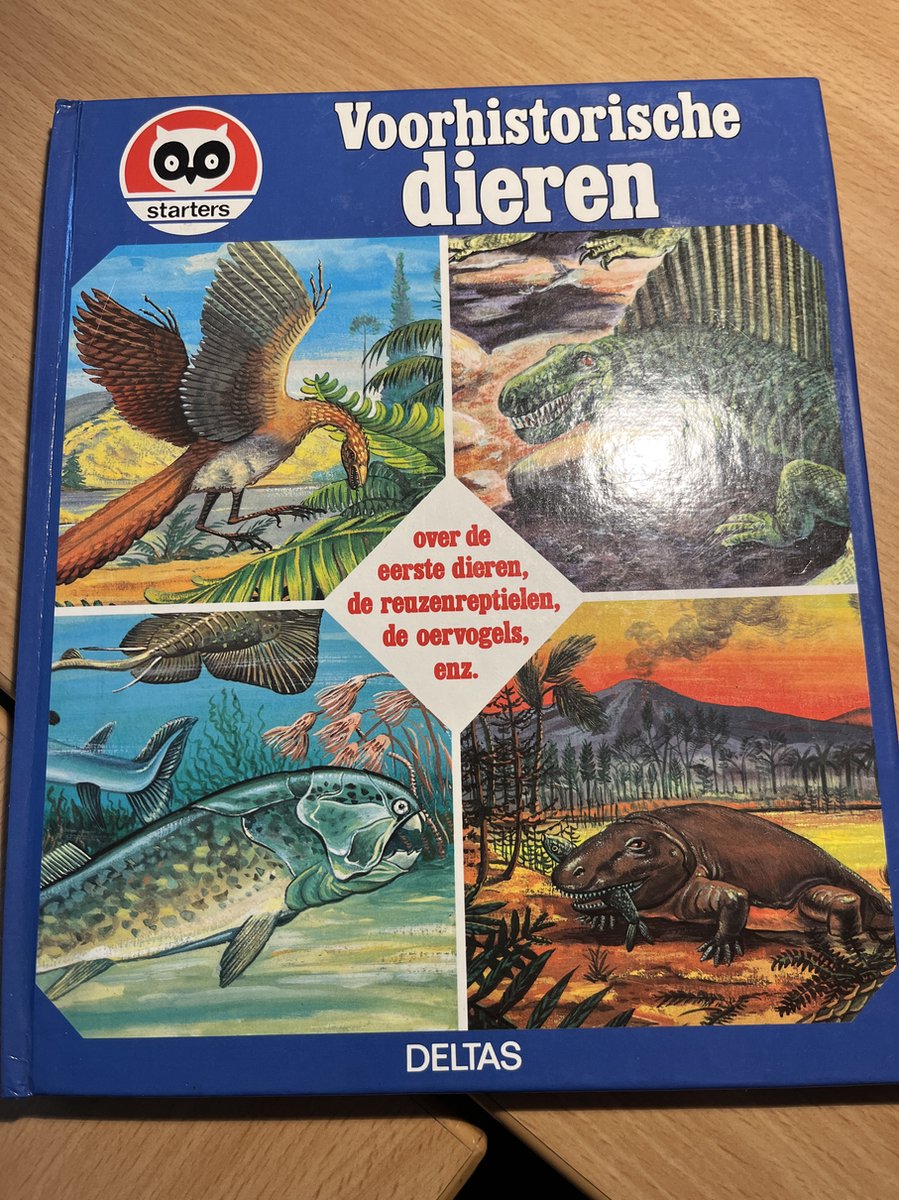 starters
Voorhistorische
dieren
over de
eerste dieren,
de reuzenreptielen,
de oervogels,
enz.
DELTAS